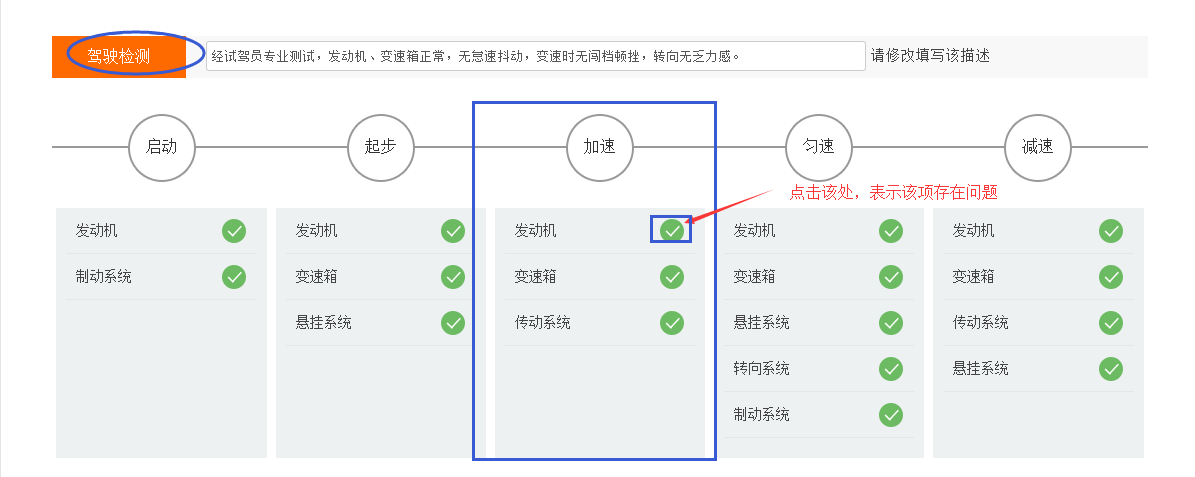 驾驶检测
经试驾员专业测试，发动机、变速箱正常，无怠速抖动，变速时无闯档顿挫，转向无乏力感。
请修改填写该描述
启动
起步
加速
匀速
减速
点击该处，表示该项存在问题
发动机
制动系统
发动机
变速箱
悬挂系统
发动机
变速箱
传动系统
发动机
变速箱
悬挂系统
转向系统
制动系统
发动机
变速箱
传动系统
悬挂系统